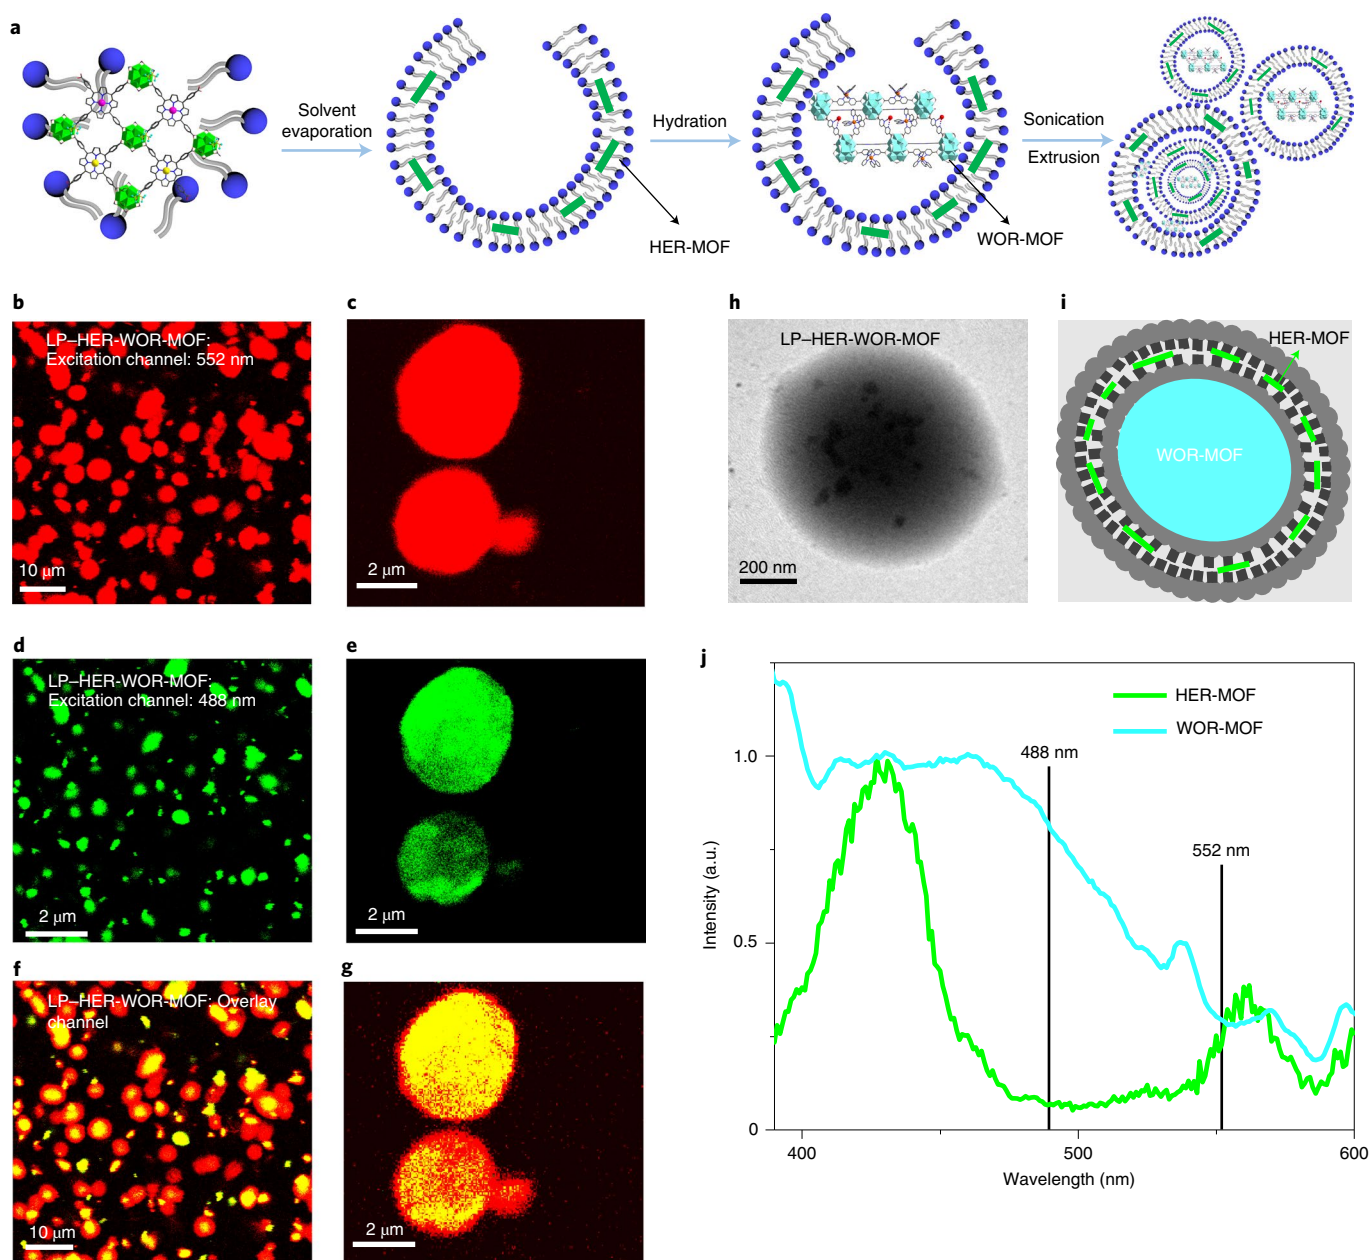 a
Solvent
evaporation
Hydration
Sonication
Extrusion
HER-MOF
WOR-MOF
b
LP–HER-WOR-MOF:
Excitation channel: 552 nm
10 μm
c
2 μm
h
LP–HER-WOR-MOF
200 nm
i
HER-MOF
WOR-MOF
d
LP–HER-WOR-MOF:
Excitation channel: 488 nm
2 μm
e
2 μm
f
LP–HER-WOR-MOF: Overlay
channel
10 μm
g
2 μm
j
HER-MOF
WOR-MOF
488 nm
552 nm
1.0
0.5
0
Intensity (a.u.)
400
500
600
Wavelength (nm)